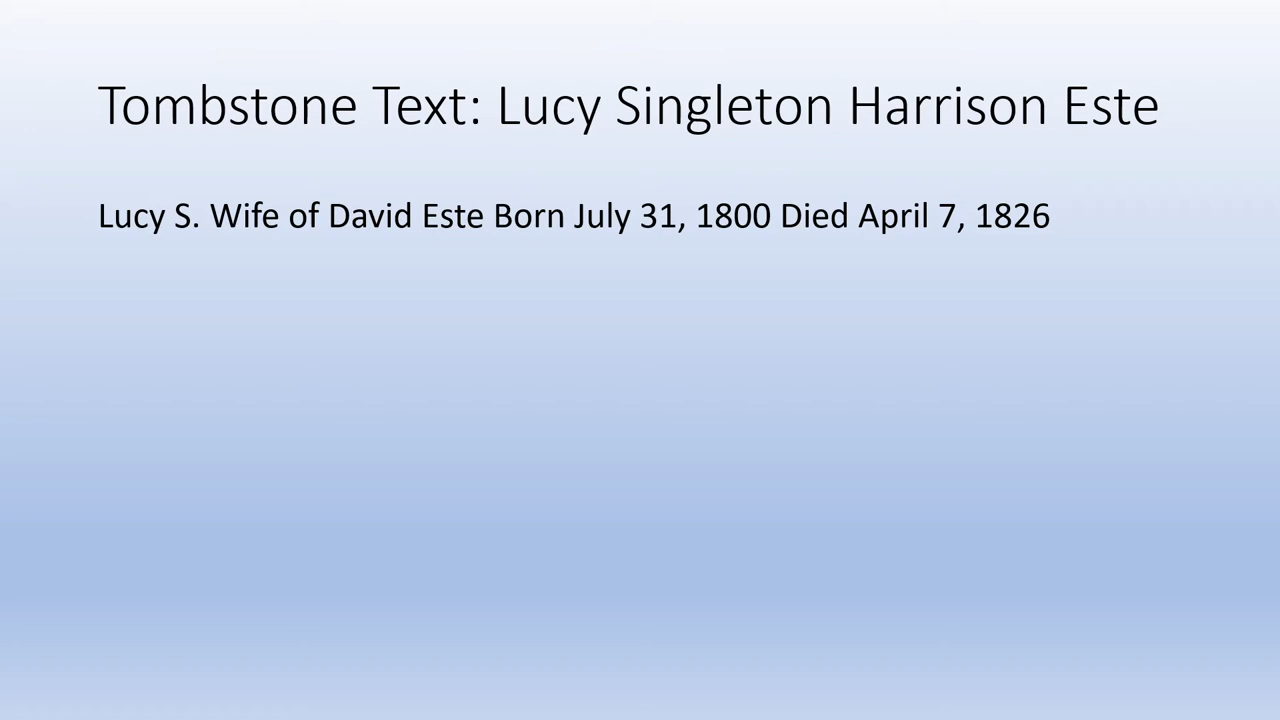 Tombstone Text: Lucy Singleton Harrison Este
Lucy S. Wife of David Este Born July 31, 1800 Died April 7, 1826